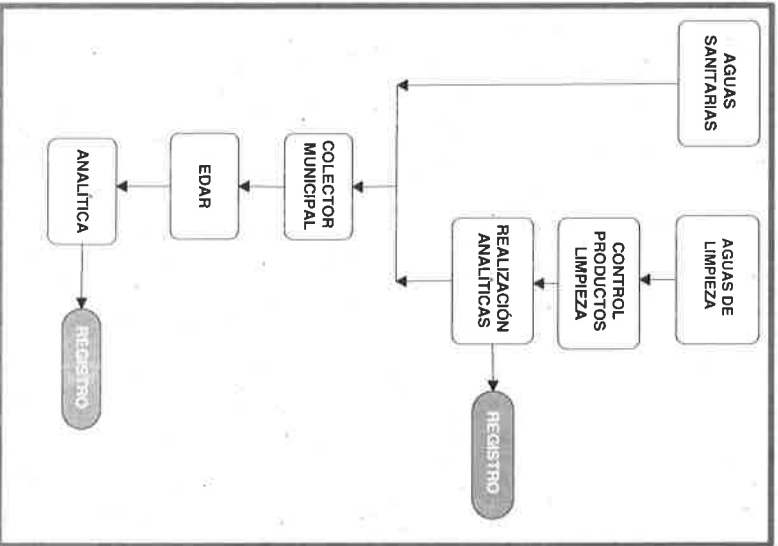 AGUAS
SANITARIAS
AGUAS DE
LIMPIEZA
CONTROL
PRODUCTOS
LIMPIEZA
REALIZACIÓN
ANALÍTICAS
REGISTRO
COLECTOR
MUNICIPAL
EDAR
ANALÍTICA
REGISTRO